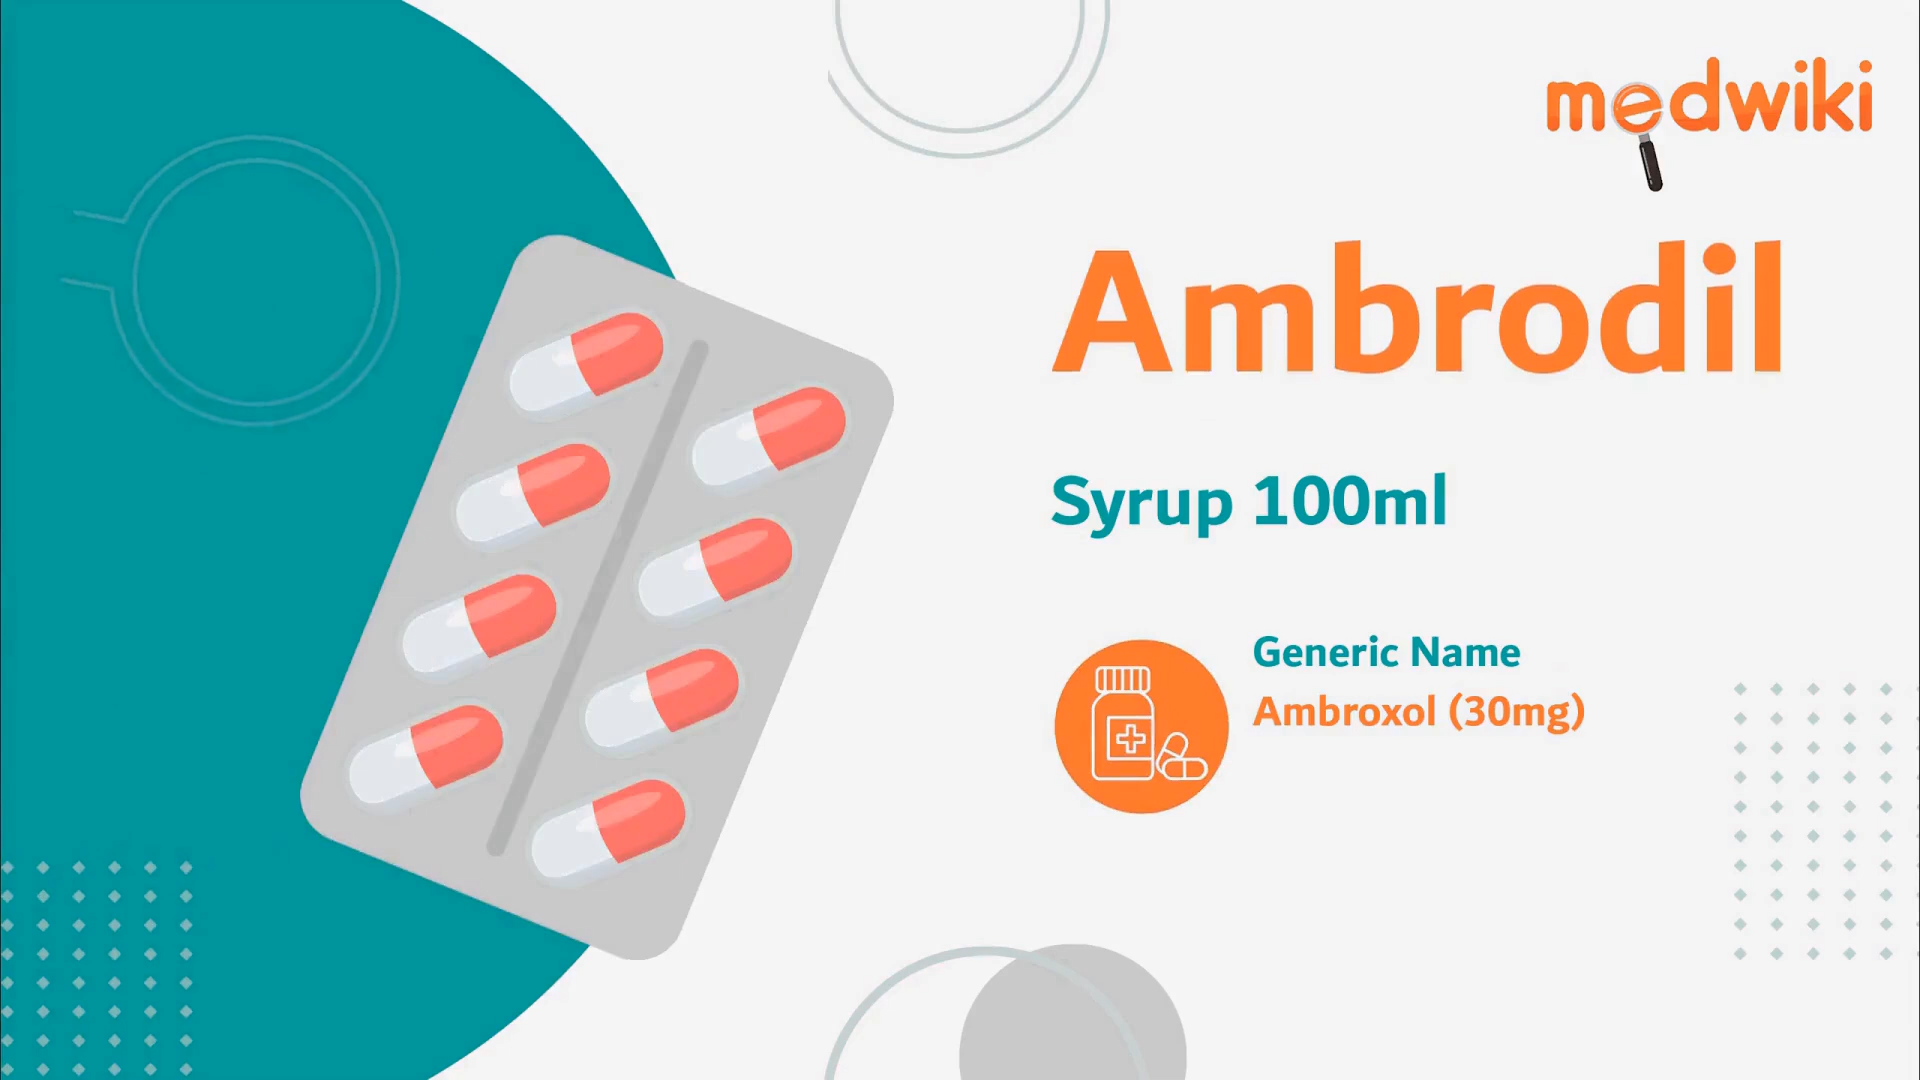 medwiki
Ambrodil
Syrup 100ml
Generic Name
Ambroxol (30mg)